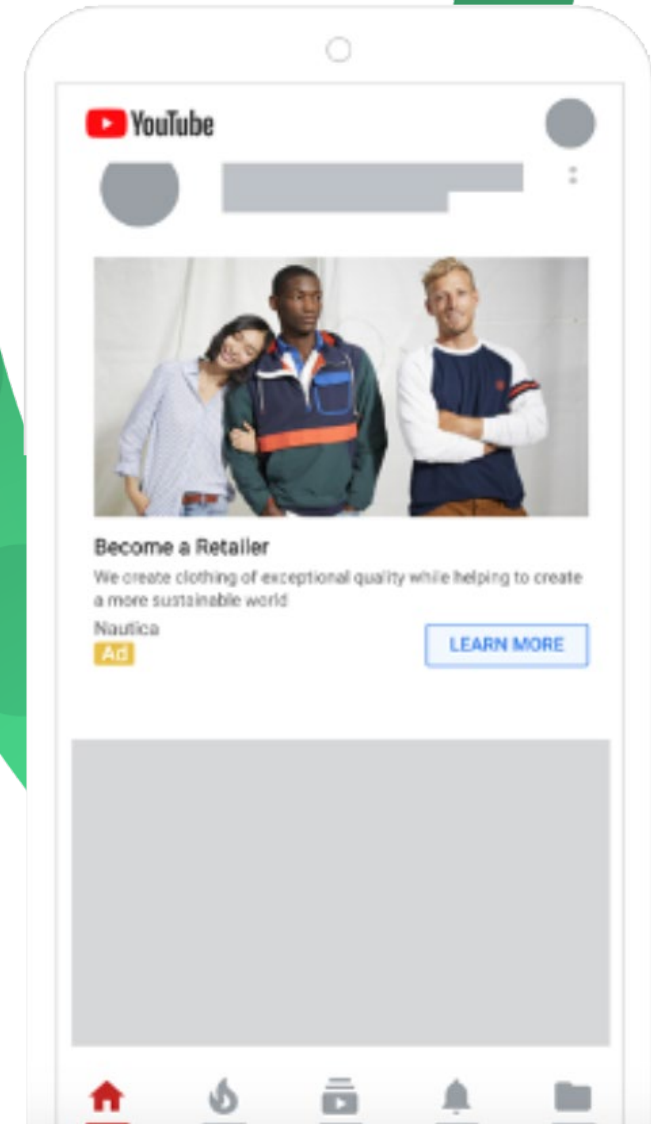 YouTube
Become a Retailer
We create clothing of exceptional quality while helping to create
a more sustainable world
Nautica
Ad
LEARN MORE